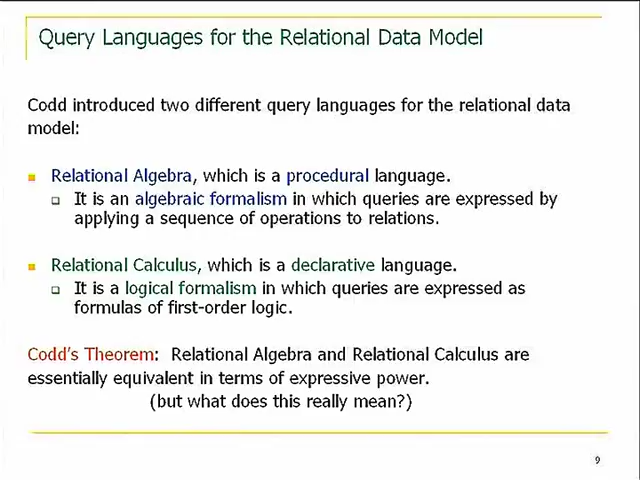 Query Languages for the Relational Data Model
Codd introduced two different query languages for the relational data
model:
Relational Algebra, which is a procedural language.
It is an algebraic formalism in which queries are expressed by
applying a sequence of operations to relations.
Relational Calculus, which is a declarative language.
It is a logical formalism in which queries are expressed as
formulas of first-order logic.
Codd's Theorem: Relational Algebra and Relational Calculus are
essentially equivalent in terms of expressive power.
(but what does this really mean?)
9